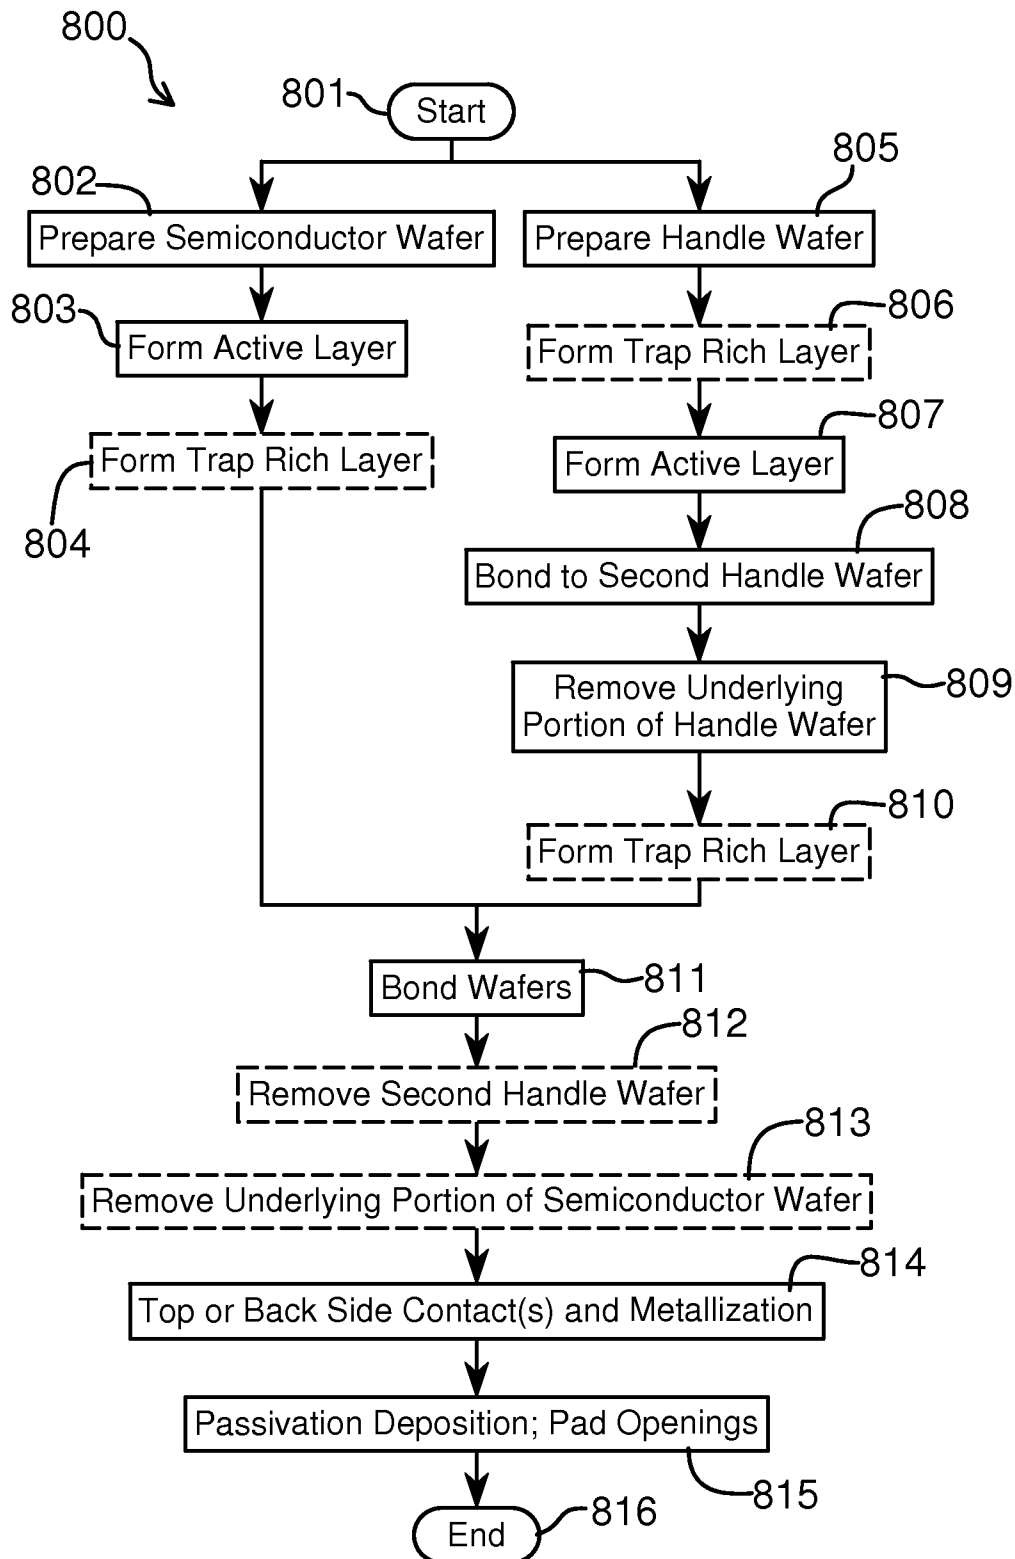 800
801
Start
802
Prepare Semiconductor Wafer
805
Prepare Handle Wafer
803
Form Active Layer
806
Form Trap Rich Layer
804
Form Trap Rich Layer
807
Form Active Layer
808
Bond to Second Handle Wafer
809
Remove Underlying
Portion of Handle Wafer
810
Form Trap Rich Layer
811
Bond Wafers
812
Remove Second Handle Wafer
813
Remove Underlying Portion of Semiconductor Wafer
814
Top or Back Side Contact(s) and Metallization
Passivation Deposition; Pad Openings
815
End
816